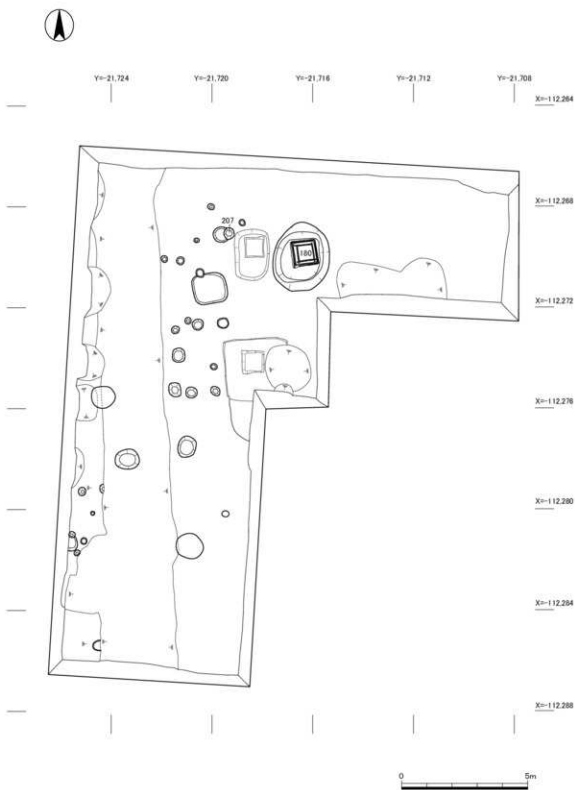 Y=-21,724 Y=-21,720 Y=-21,716 Y=-21,712 Y=-21,708
X=-112,264
X=-112,268
207
180
X=-112,272
X=-112,276
X=-112,280
X=-112,284
X=-112,288
0 5m